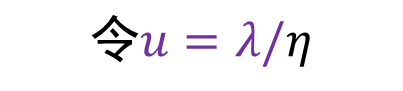 令u = λ/η